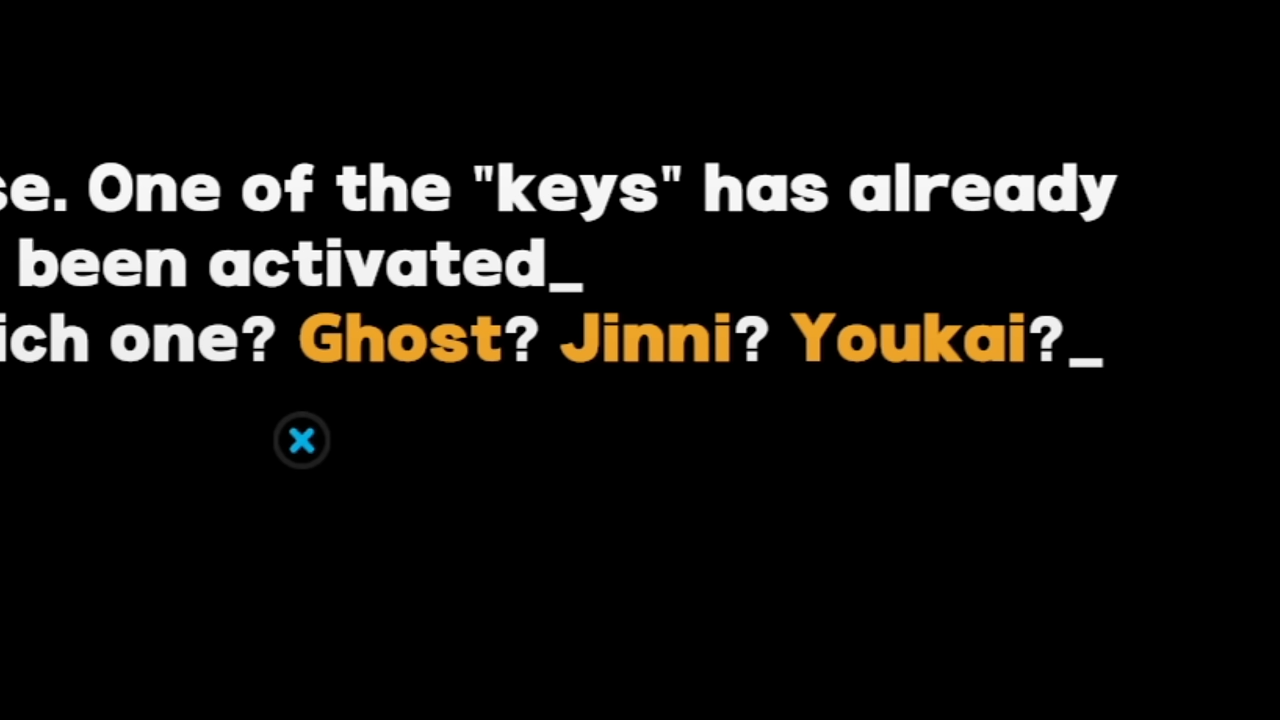 se. One of the "keys" has already
been activated_
ich one? Ghost? Jinni? Youkai?_